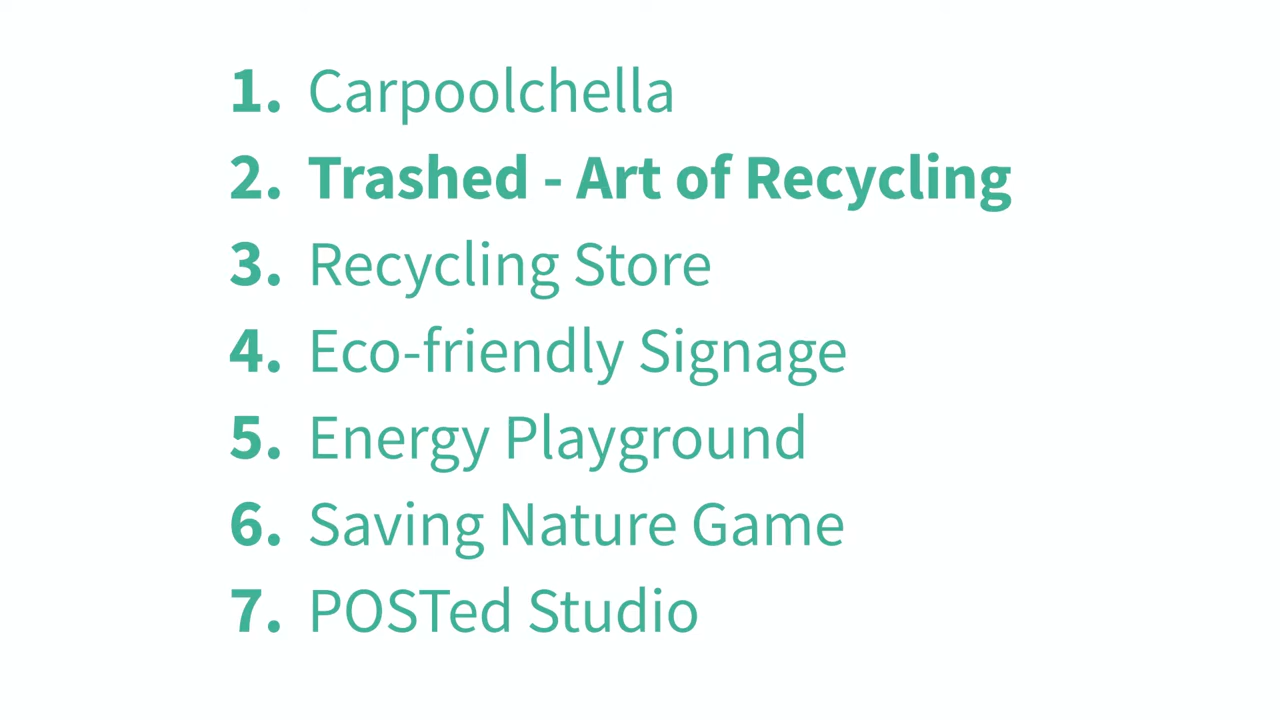 1. Carpoolchella
2. Trashed - Art of Recycling
3. Recycling Store
4. Eco-friendly Signage
5. Energy Playground
6. Saving Nature Game
7. POSTed Studio